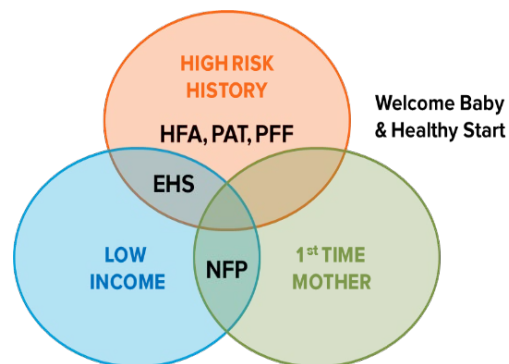 HIGH RISK
HISTORY
HFA, PAT, PFF
Welcome Baby
& Healthy Start
EHS
LOW
INCOME
NFP
1st TIME
MOTHER